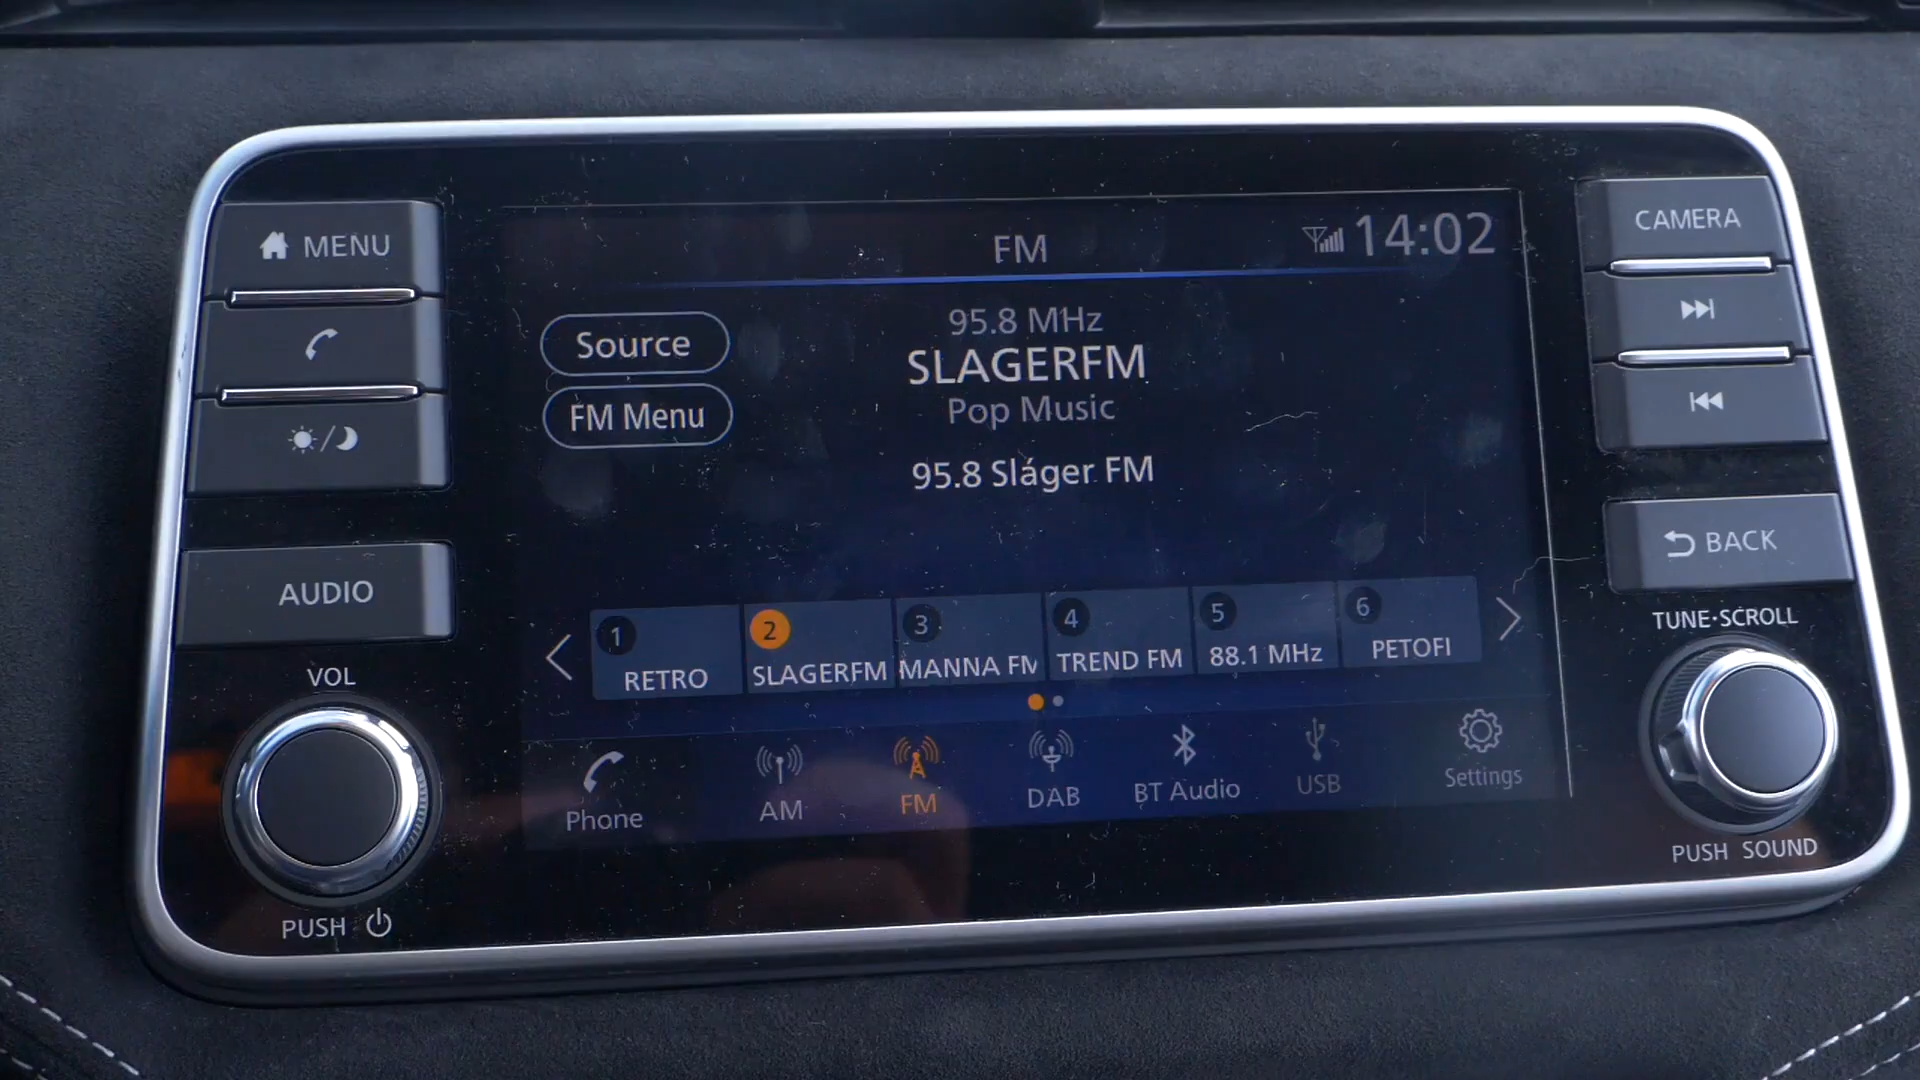 MENU
AUDIO
VOL
PUSH
FM
14:02
Source
FM Menu
95.8 MHz
SLAGERFM
Pop Music
95.8 Sláger FM
1 RETRO
2 SLAGERFM
3 MANNA FM
4 TREND FM
5 88.1 MHz
6 PETOFI
Phone
AM
FM
DAB
BT Audio
USB
Settings
CAMERA
BACK
TUNE·SCROLL
PUSH SOUND